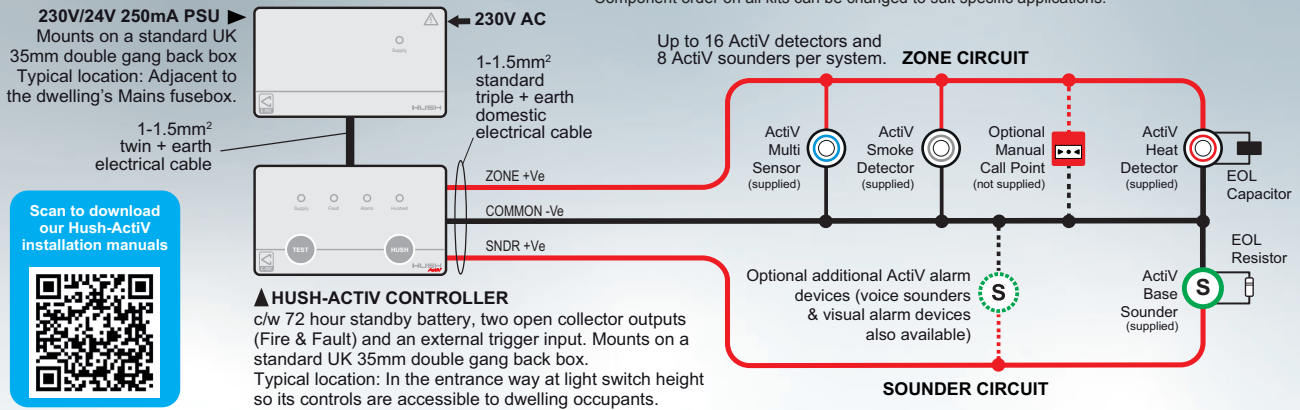 Component order on all kits can be changed to suit specific applications.
230V/24V 250mA PSU ▶
Mounts on a standard UK
35mm double gang back box
Typical location: Adjacent to
the dwelling's Mains fusebox.
230V AC
Supply
HUSH
1-1.5mm²
twin + earth
electrical cable
1-1.5mm²
standard
triple + earth
domestic
electrical cable
Scan to download
our Hush-ActiV
installation manuals
Supply Fault Alarm Hushed
TEST
HUSH
HUSH
ActiV
ZONE +Ve
COMMON -Ve
SNDR +Ve
▲HUSH-ACTIV CONTROLLER
c/w 72 hour standby battery, two open collector outputs
(Fire & Fault) and an external trigger input. Mounts on a
standard UK 35mm double gang back box.
Typical location: In the entrance way at light switch height
so its controls are accessible to dwelling occupants.
Up to 16 ActiV detectors and
8 ActiV sounders per system.
ZONE CIRCUIT
ActiV
Multi
Sensor
(supplied)
ActiV
Smoke
Detector
(supplied)
Optional
Manual
Call Point
(not supplied)
ActiV
Heat
Detector
(supplied)
EOL
Capacitor
EOL
Resistor
Optional additional ActiV alarm
devices (voice sounders
& visual alarm devices
also available)
S
ActiV
Base
Sounder
(supplied)
S
SOUNDER CIRCUIT